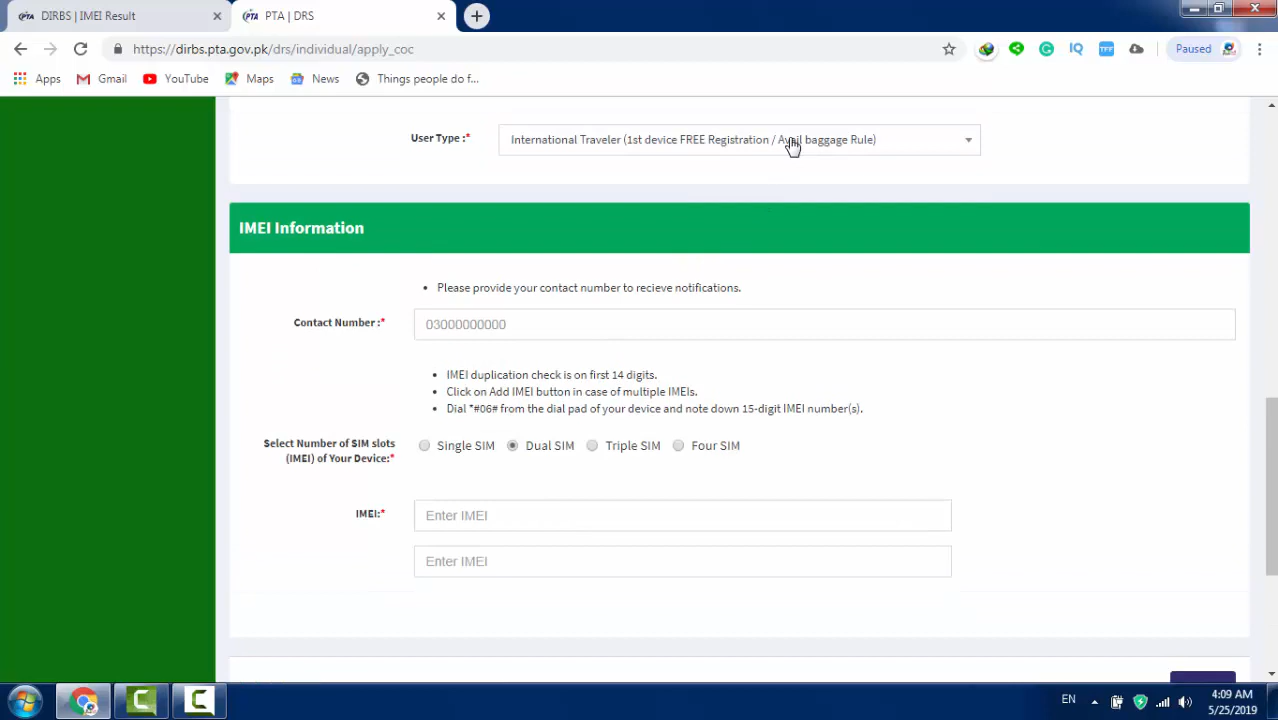 DIRBS | IMEI Result
PTA | DRS
https://dirbs.pta.gov.pk/drs/individual/apply_coc
IQ
TFF
Paused
Apps
Gmail
YouTube
Maps
News
Things people do f...
User Type :*
International Traveler (1st device FREE Registration / Avail baggage Rule)
IMEI Information
• Please provide your contact number to recieve notifications.
Contact Number :*
03000000000
• IMEI duplication check is on first 14 digits.
• Click on Add IMEI button in case of multiple IMEIs.
• Dial *#06# from the dial pad of your device and note down 15-digit IMEI number(s).
Select Number of SIM slots
(IMEI) of Your Device:*
Single SIM Dual SIM Triple SIM Four SIM
IMEI:*
Enter IMEI
Enter IMEI
EN
4:09 AM
5/25/2019